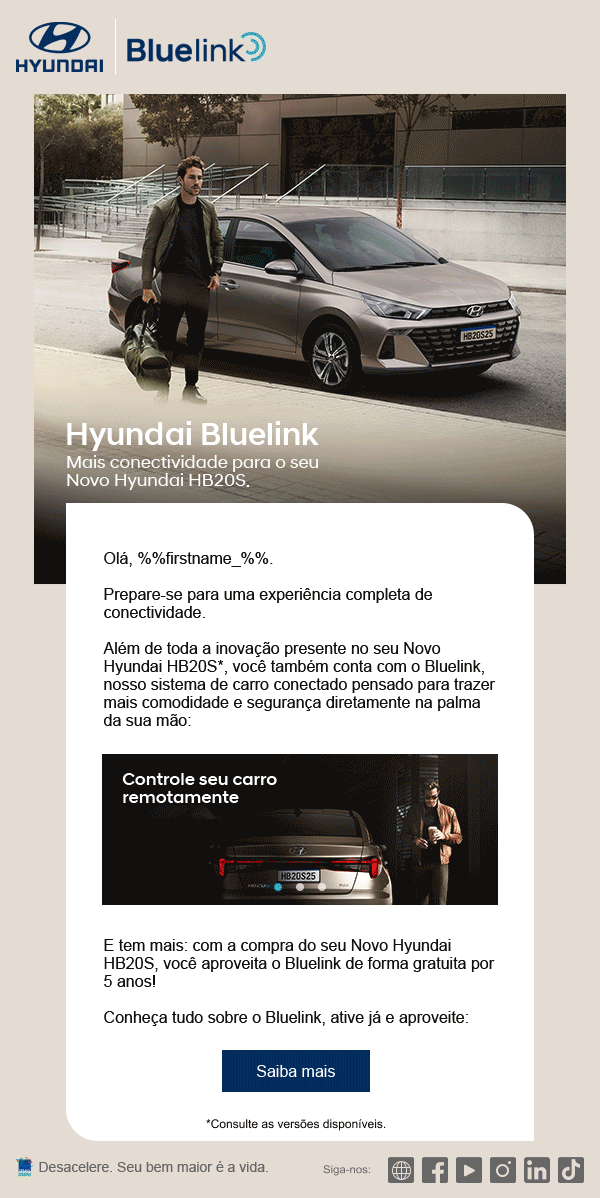 HYUNDAI
Bluelink
HB20S25
Hyundai Bluelink
Mais conectividade para o seu
Novo Hyundai HB20S.
Olá, %%firstname_%%.
Prepare-se para uma experiência completa de
conectividade.
Além de toda a inovação presente no seu Novo
Hyundai HB20S*, você também conta com o Bluelink,
nosso sistema de carro conectado pensado para trazer
mais comodidade e segurança diretamente na palma
da sua mão:
Controle seu carro
remotamente
HB20S25
E tem mais: com a compra do seu Novo Hyundai
HB20S, você aproveita o Bluelink de forma gratuita por
5 anos!
Conheça tudo sobre o Bluelink, ative já e aproveite:
Saiba mais
*Consulte as versões disponíveis.
Desacelere. Seu bem maior é a vida.
Siga-nos: